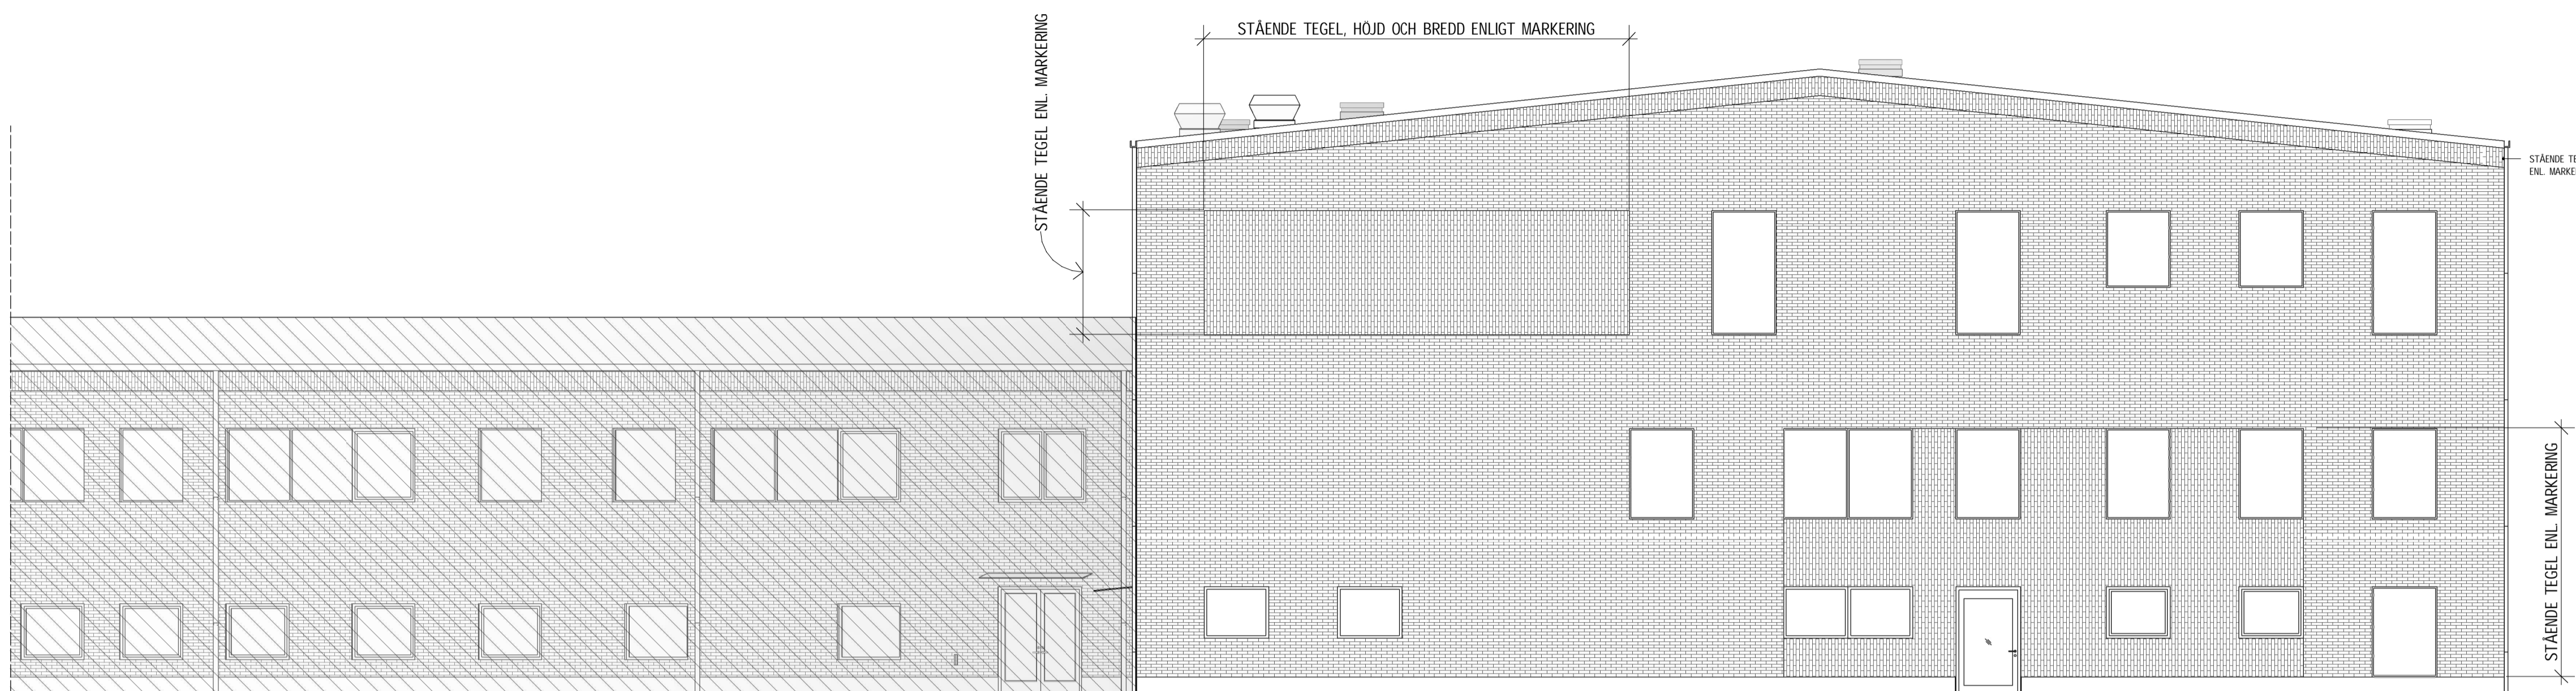 STÅENDE TEGEL ENL. MARKERING
STÅENDE TEGEL, HÖJD OCH BREDD ENLIGT MARKERING
STÅENDE TE
ENL. MARKE
STÅENDE TEGEL ENL. MARKERING